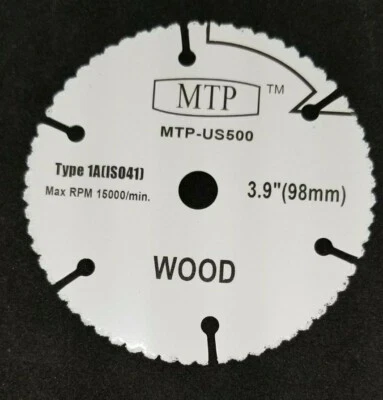 MTP TM
MTP-US500
Type 1A(ISO41)
Max RPM 15000/min.
3.9"(98mm)
WOOD